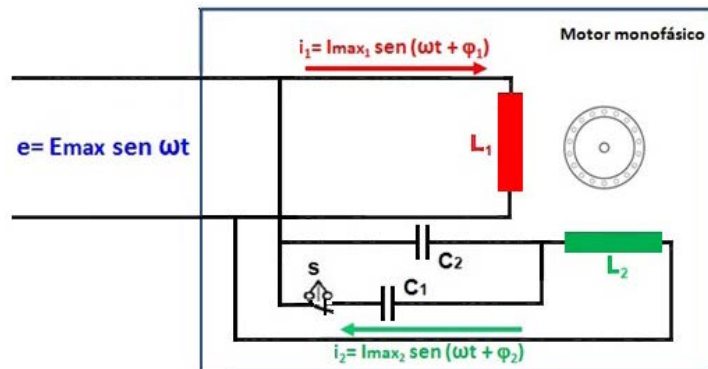 i₁= Imax₁ sen (ωt + φ₁)
Motor monofásico
e= Emax sen ωt
L₁
C₂
L₂
s
C₁
i₂= Imax₂ sen (ωt + φ₂)